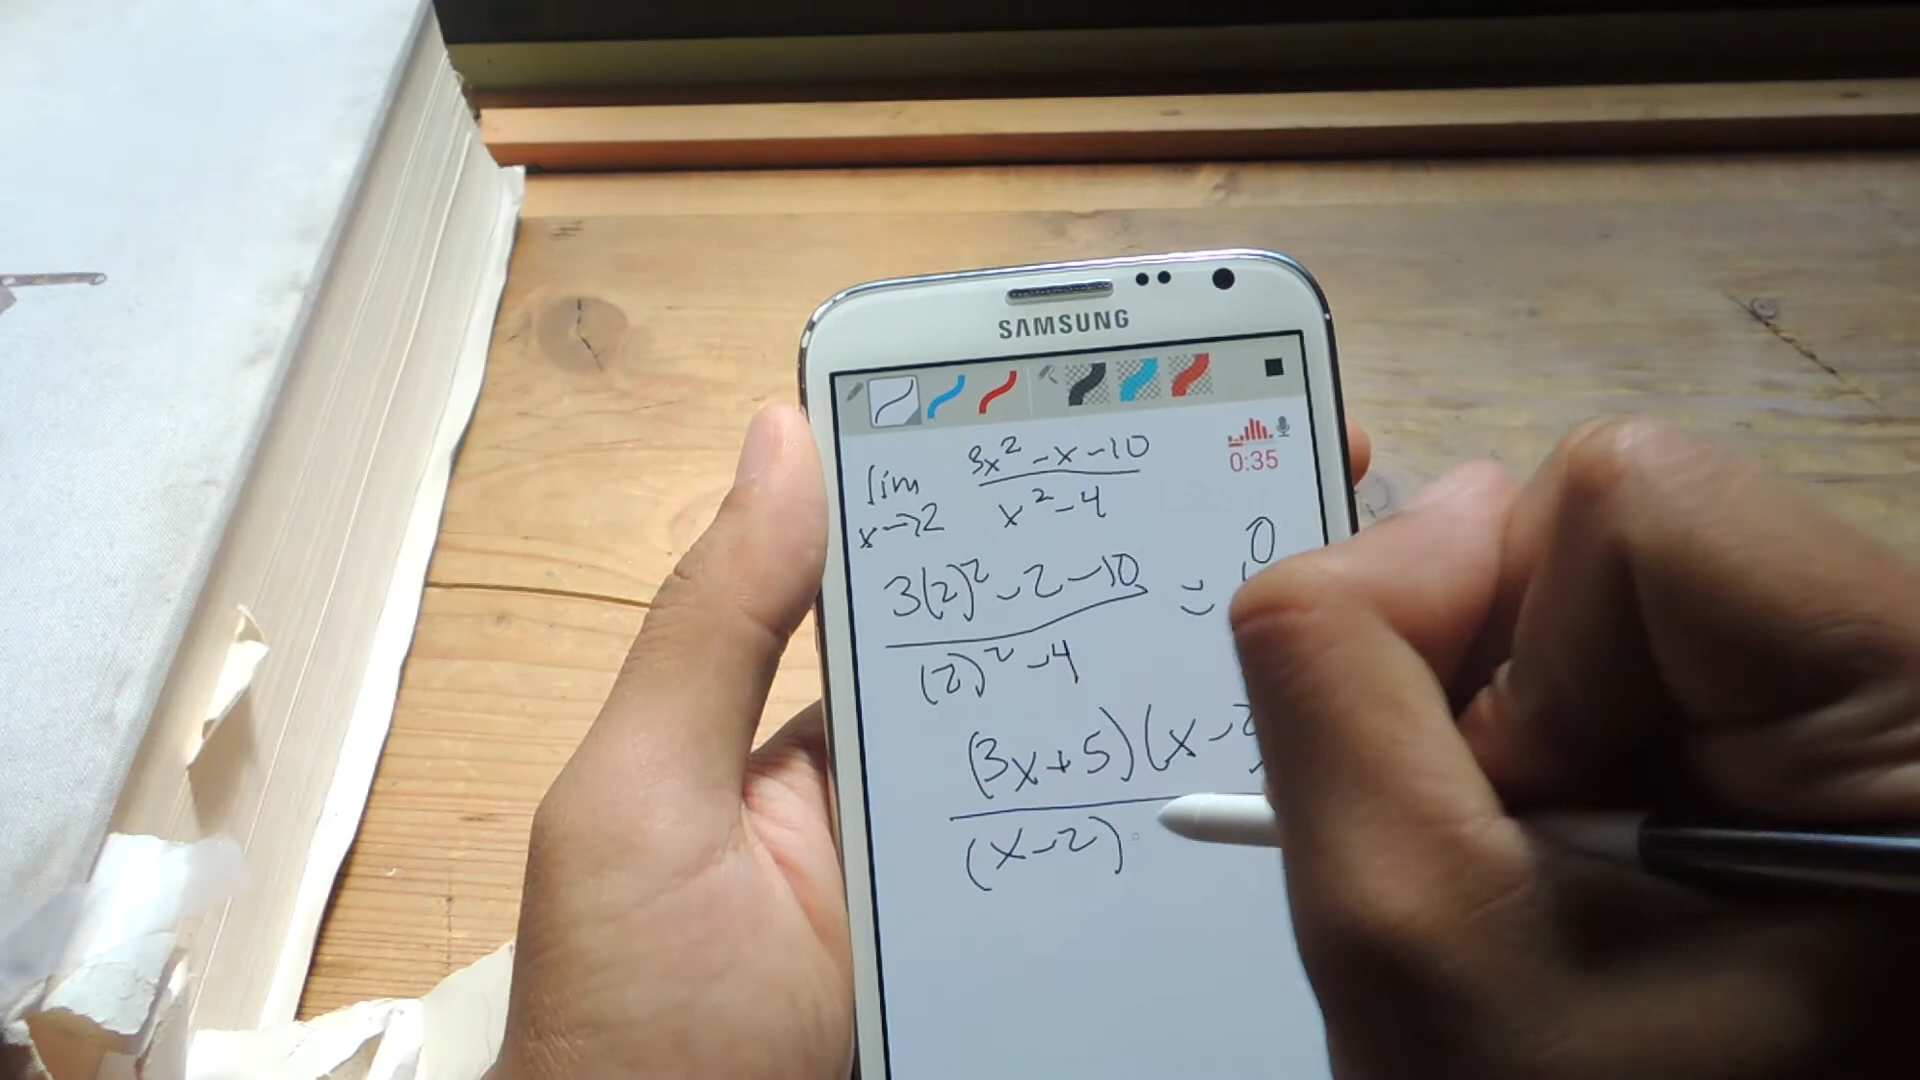 SAMSUNG
0:35
lim x→2 3x² - x - 10 / x² - 4
3(2)² - 2 - 10 / (2)² - 4 = 0
(3x+5)(x-2
(x-2)